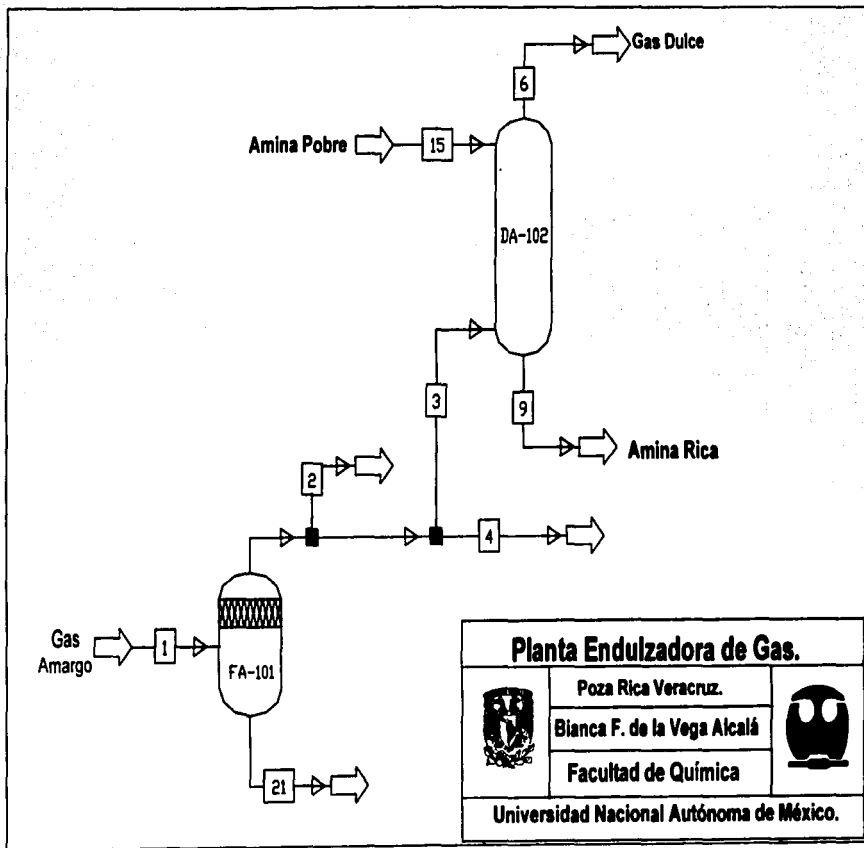 Gas Dulce
6
Amina Pobre
15
DA-102
3
9
Amina Rica
2
4
Gas
Amargo
1
FA-101
21
Planta Endulzadora de Gas.
Poza Rica Veracruz.
Bianca F. de la Vega Alcalá
Facultad de Química
Universidad Nacional Autónoma de México.